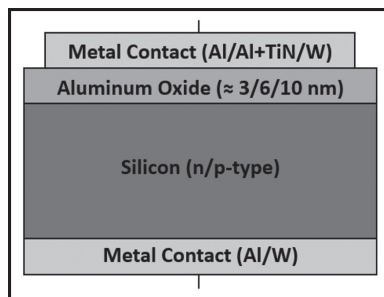 Metal Contact (Al/Al+TiN/W)
Aluminum Oxide (≈ 3/6/10 nm)
Silicon (n/p-type)
Metal Contact (Al/W)